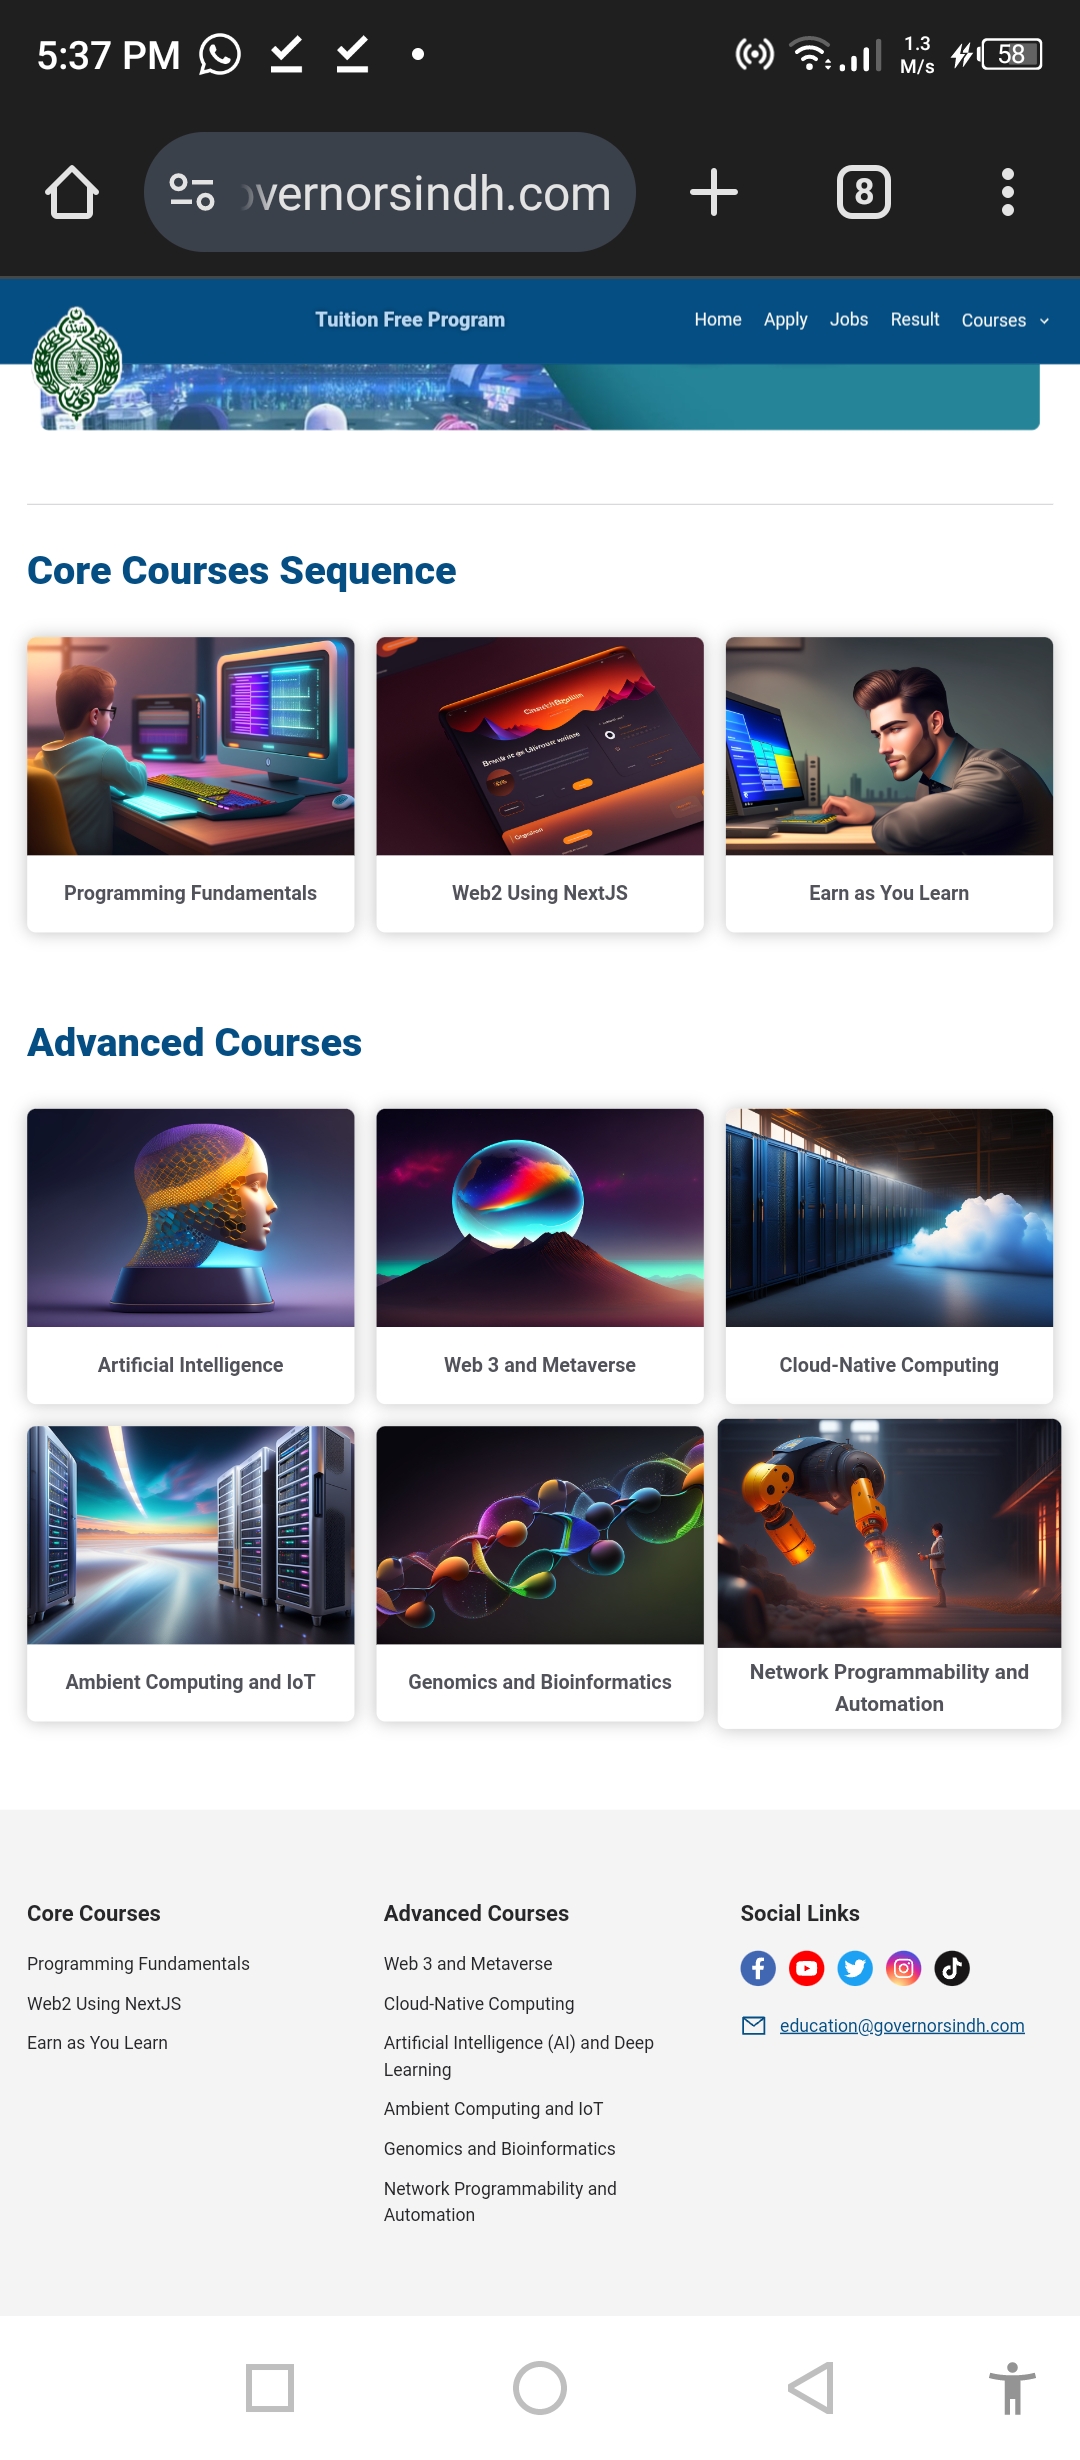 5:37 PM
1.3
M/s
58
vernorsindh.com
8
Tuition Free Program
Home Apply Jobs Result Courses
Core Courses Sequence
Programming Fundamentals
Web2 Using NextJS
Earn as You Learn
Advanced Courses
Artificial Intelligence
Web 3 and Metaverse
Cloud-Native Computing
Ambient Computing and IoT
Genomics and Bioinformatics
Network Programmability and
Automation
Core Courses
Programming Fundamentals
Web2 Using NextJS
Earn as You Learn
Advanced Courses
Web 3 and Metaverse
Cloud-Native Computing
Artificial Intelligence (AI) and Deep
Learning
Ambient Computing and IoT
Genomics and Bioinformatics
Network Programmability and
Automation
Social Links
education@governorsindh.com